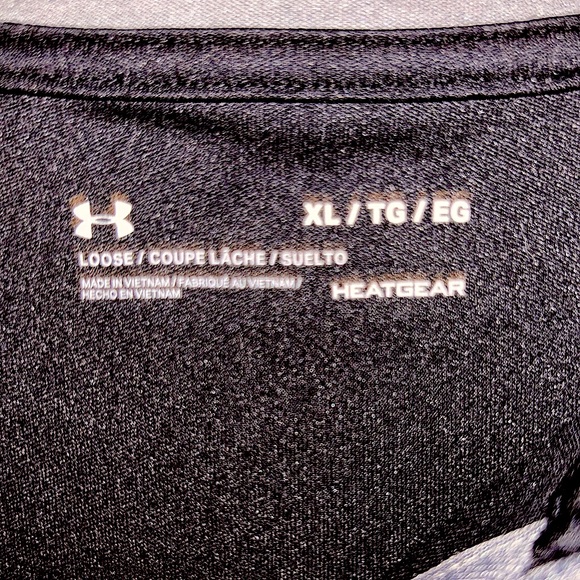 XL / TG / EG
LOOSE / COUPE LÂCHE / SUELTO
MADE IN VIETNAM / FABRIQUÉ AU VIETNAM /
HECHO EN VIETNAM
HEATGEAR